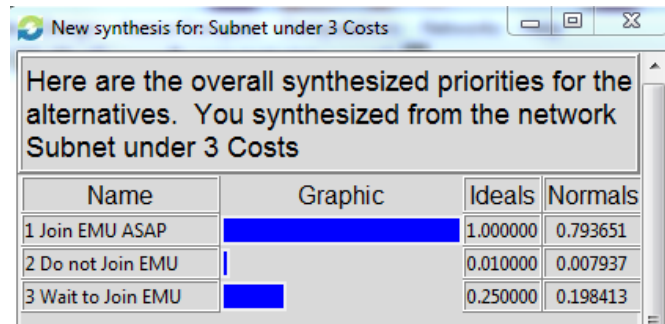 New synthesis for: Subnet under 3 Costs
Here are the overall synthesized priorities for the
alternatives. You synthesized from the network
Subnet under 3 Costs
Name Graphic Ideals Normals
1 Join EMU ASAP 1.000000 0.793651
2 Do not Join EMU 0.010000 0.007937
3 Wait to Join EMU 0.250000 0.198413